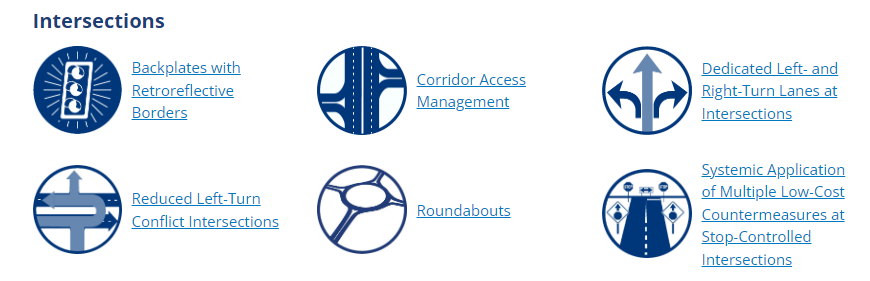 Intersections
Backplates with
Retroreflective
Borders
Corridor Access
Management
Dedicated Left- and
Right-Turn Lanes at
Intersections
Reduced Left-Turn
Conflict Intersections
Roundabouts
Systemic Application
of Multiple Low-Cost
Countermeasures at
Stop-Controlled
Intersections